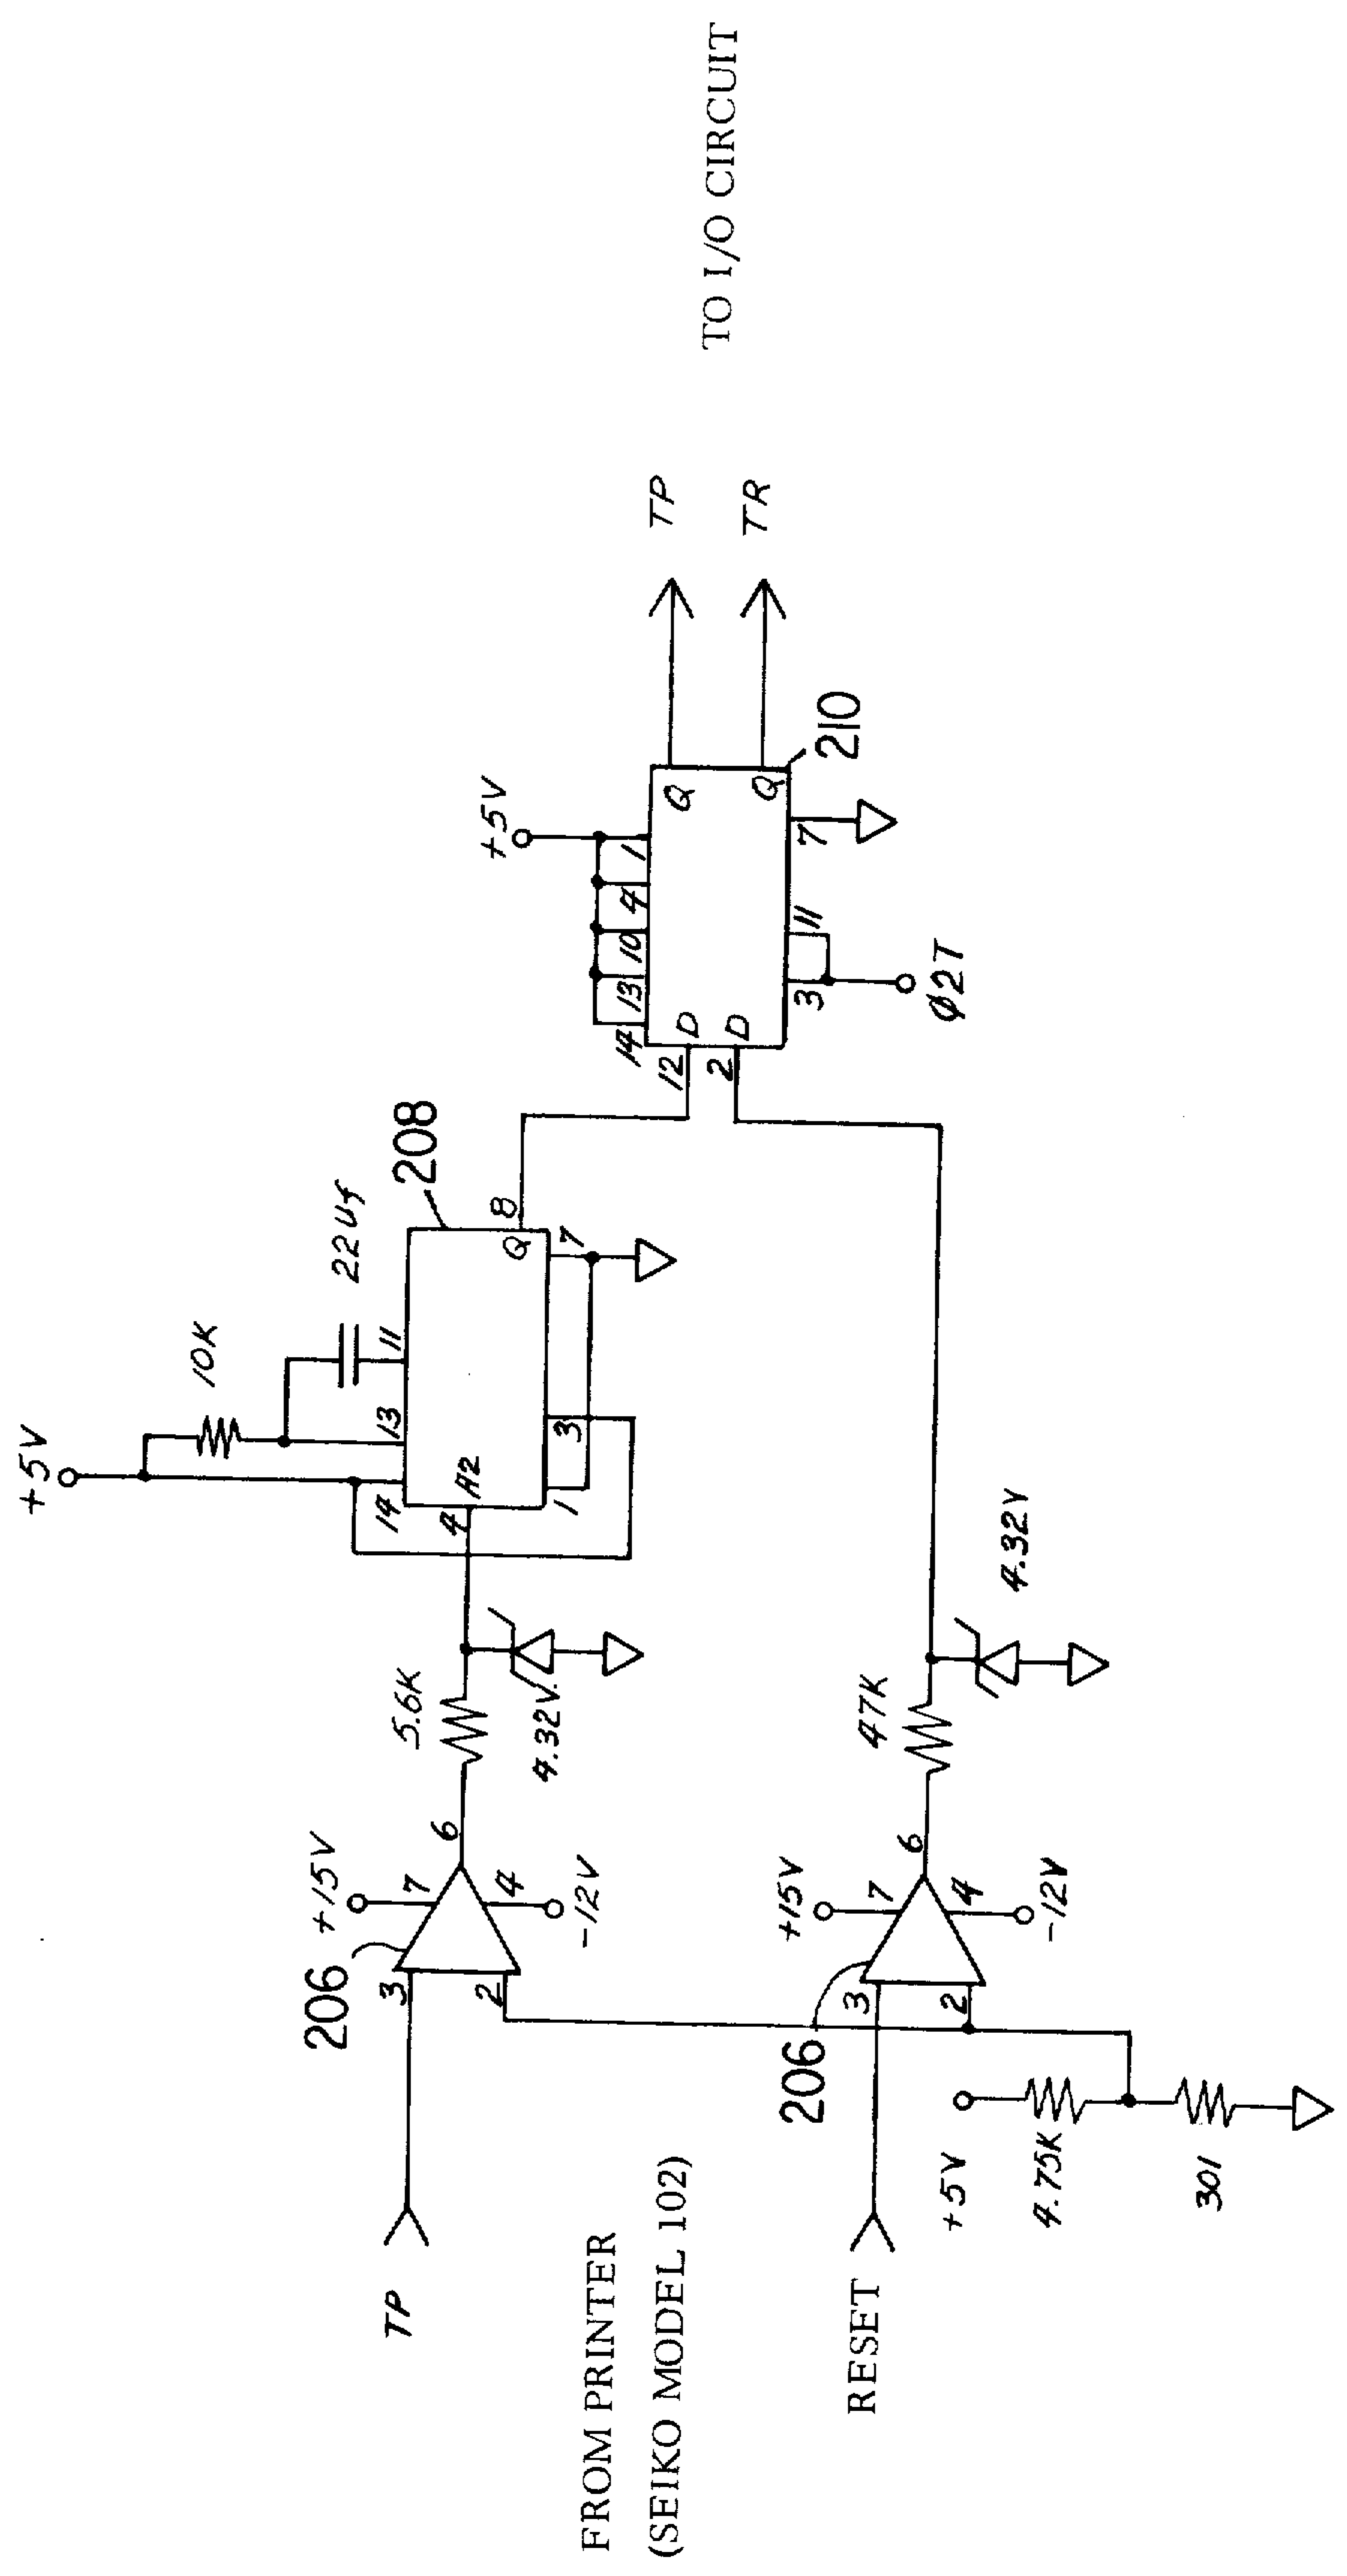 TP
FROM PRINTER
(SEIKO MODEL 102)
RESET
206
3
2
+15V
7
4
-12V
6
5.6K
4.32V.
206
3
2
+15V
7
4
-12V
6
47K
4.32V
+5V
4.75K
301
+5V
10K
22Uf
14
13
11
4
A2
1
3
7
Q
8
208
12
2
D
D
14
13
10
4
1
+5V
3
11
7
Ø2T
Q
Q
210
TP
TR
TO I/O CIRCUIT